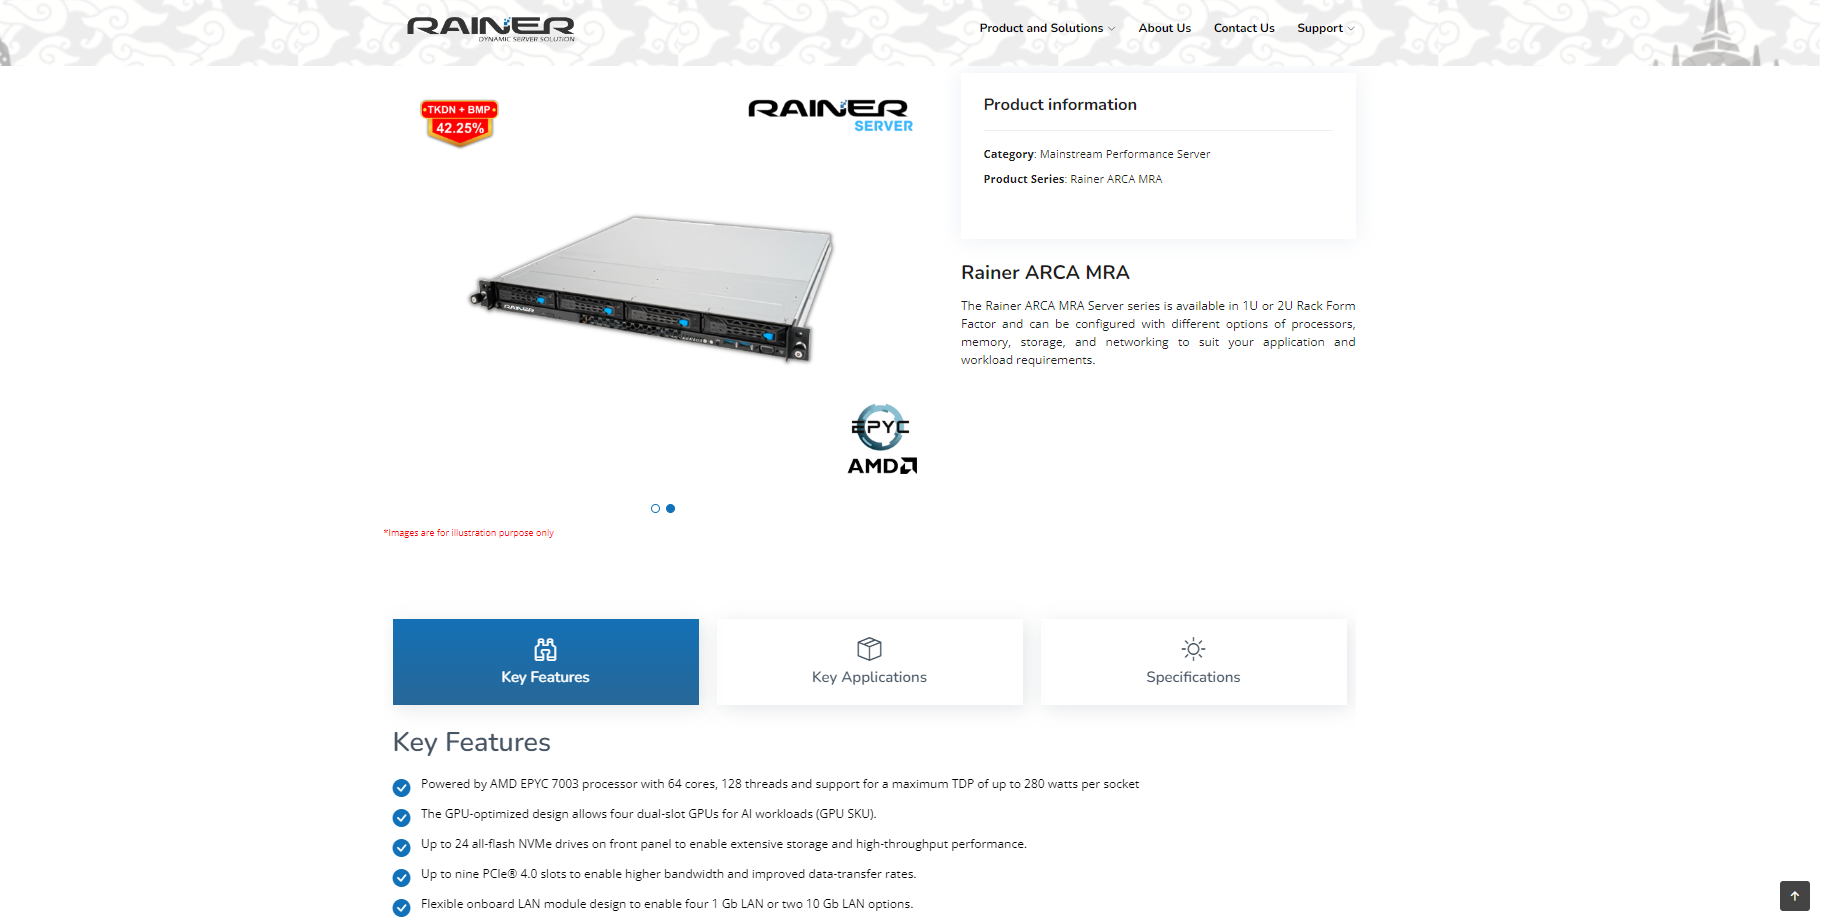 RAINER
DYNAMIC SERVER SOLUTION
Product and Solutions
About Us
Contact Us
Support
TKDN + BMP
42.25%
RAINER
SERVER
RAINER
EPYC
AMD
*Images are for illustration purpose only
Product information
Category: Mainstream Performance Server
Product Series: Rainer ARCA MRA
Rainer ARCA MRA
The Rainer ARCA MRA Server series is available in 1U or 2U Rack Form
Factor and can be configured with different options of processors,
memory, storage, and networking to suit your application and
workload requirements.
Key Features
Key Applications
Specifications
Key Features
Powered by AMD EPYC 7003 processor with 64 cores, 128 threads and support for a maximum TDP of up to 280 watts per socket
The GPU-optimized design allows four dual-slot GPUs for AI workloads (GPU SKU).
Up to 24 all-flash NVMe drives on front panel to enable extensive storage and high-throughput performance.
Up to nine PCIe® 4.0 slots to enable higher bandwidth and improved data-transfer rates.
Flexible onboard LAN module design to enable four 1 Gb LAN or two 10 Gb LAN options.